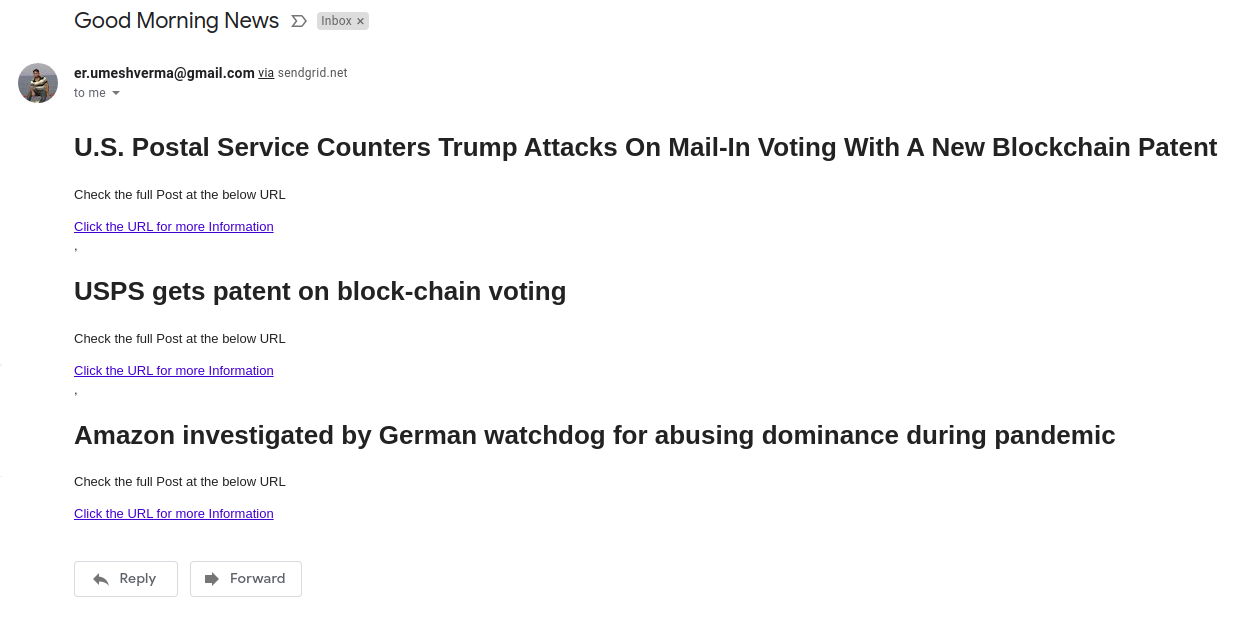 Good Morning News Inbox ×
er.umeshverma@gmail.com via sendgrid.net
to me
U.S. Postal Service Counters Trump Attacks On Mail-In Voting With A New Blockchain Patent
Check the full Post at the below URL
Click the URL for more Information
,
USPS gets patent on block-chain voting
Check the full Post at the below URL
Click the URL for more Information
,
Amazon investigated by German watchdog for abusing dominance during pandemic
Check the full Post at the below URL
Click the URL for more Information
Reply Forward